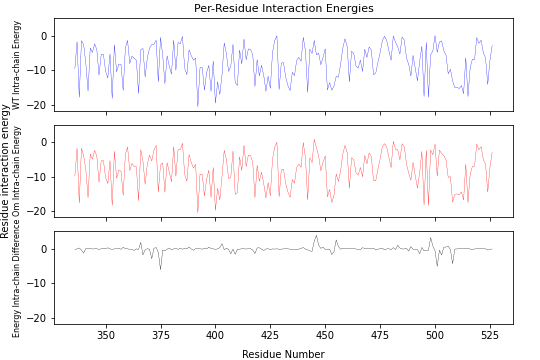 Per-Residue Interaction Energies
Residue interaction energy
WT Intra-chain Energy
0
−10
−20
Om Intra-chain Energy
0
−10
−20
Energy Intra-chain Difference
0
−10
−20
350
375
400
425
450
475
500
525
Residue Number